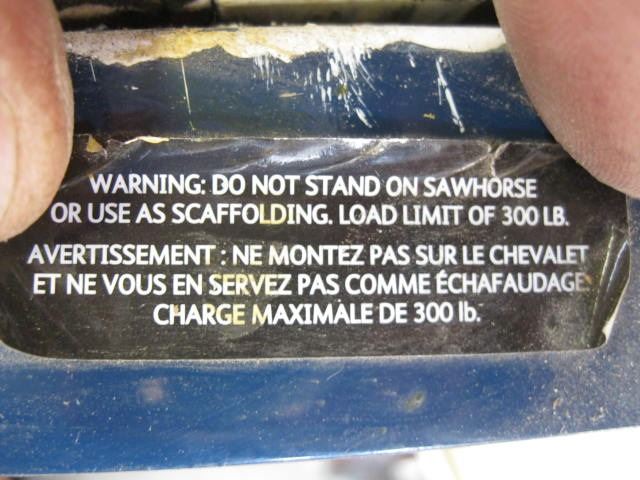 WARNING: DO NOT STAND ON SAWHORSE
OR USE AS SCAFFOLDING. LOAD LIMIT OF 300 LB.
AVERTISSEMENT : NE MONTEZ PAS SUR LE CHEVALET
ET NE VOUS EN SERVEZ PAS COMME ÉCHAFAUDAGE
CHARGE MAXIMALE DE 300 lb.